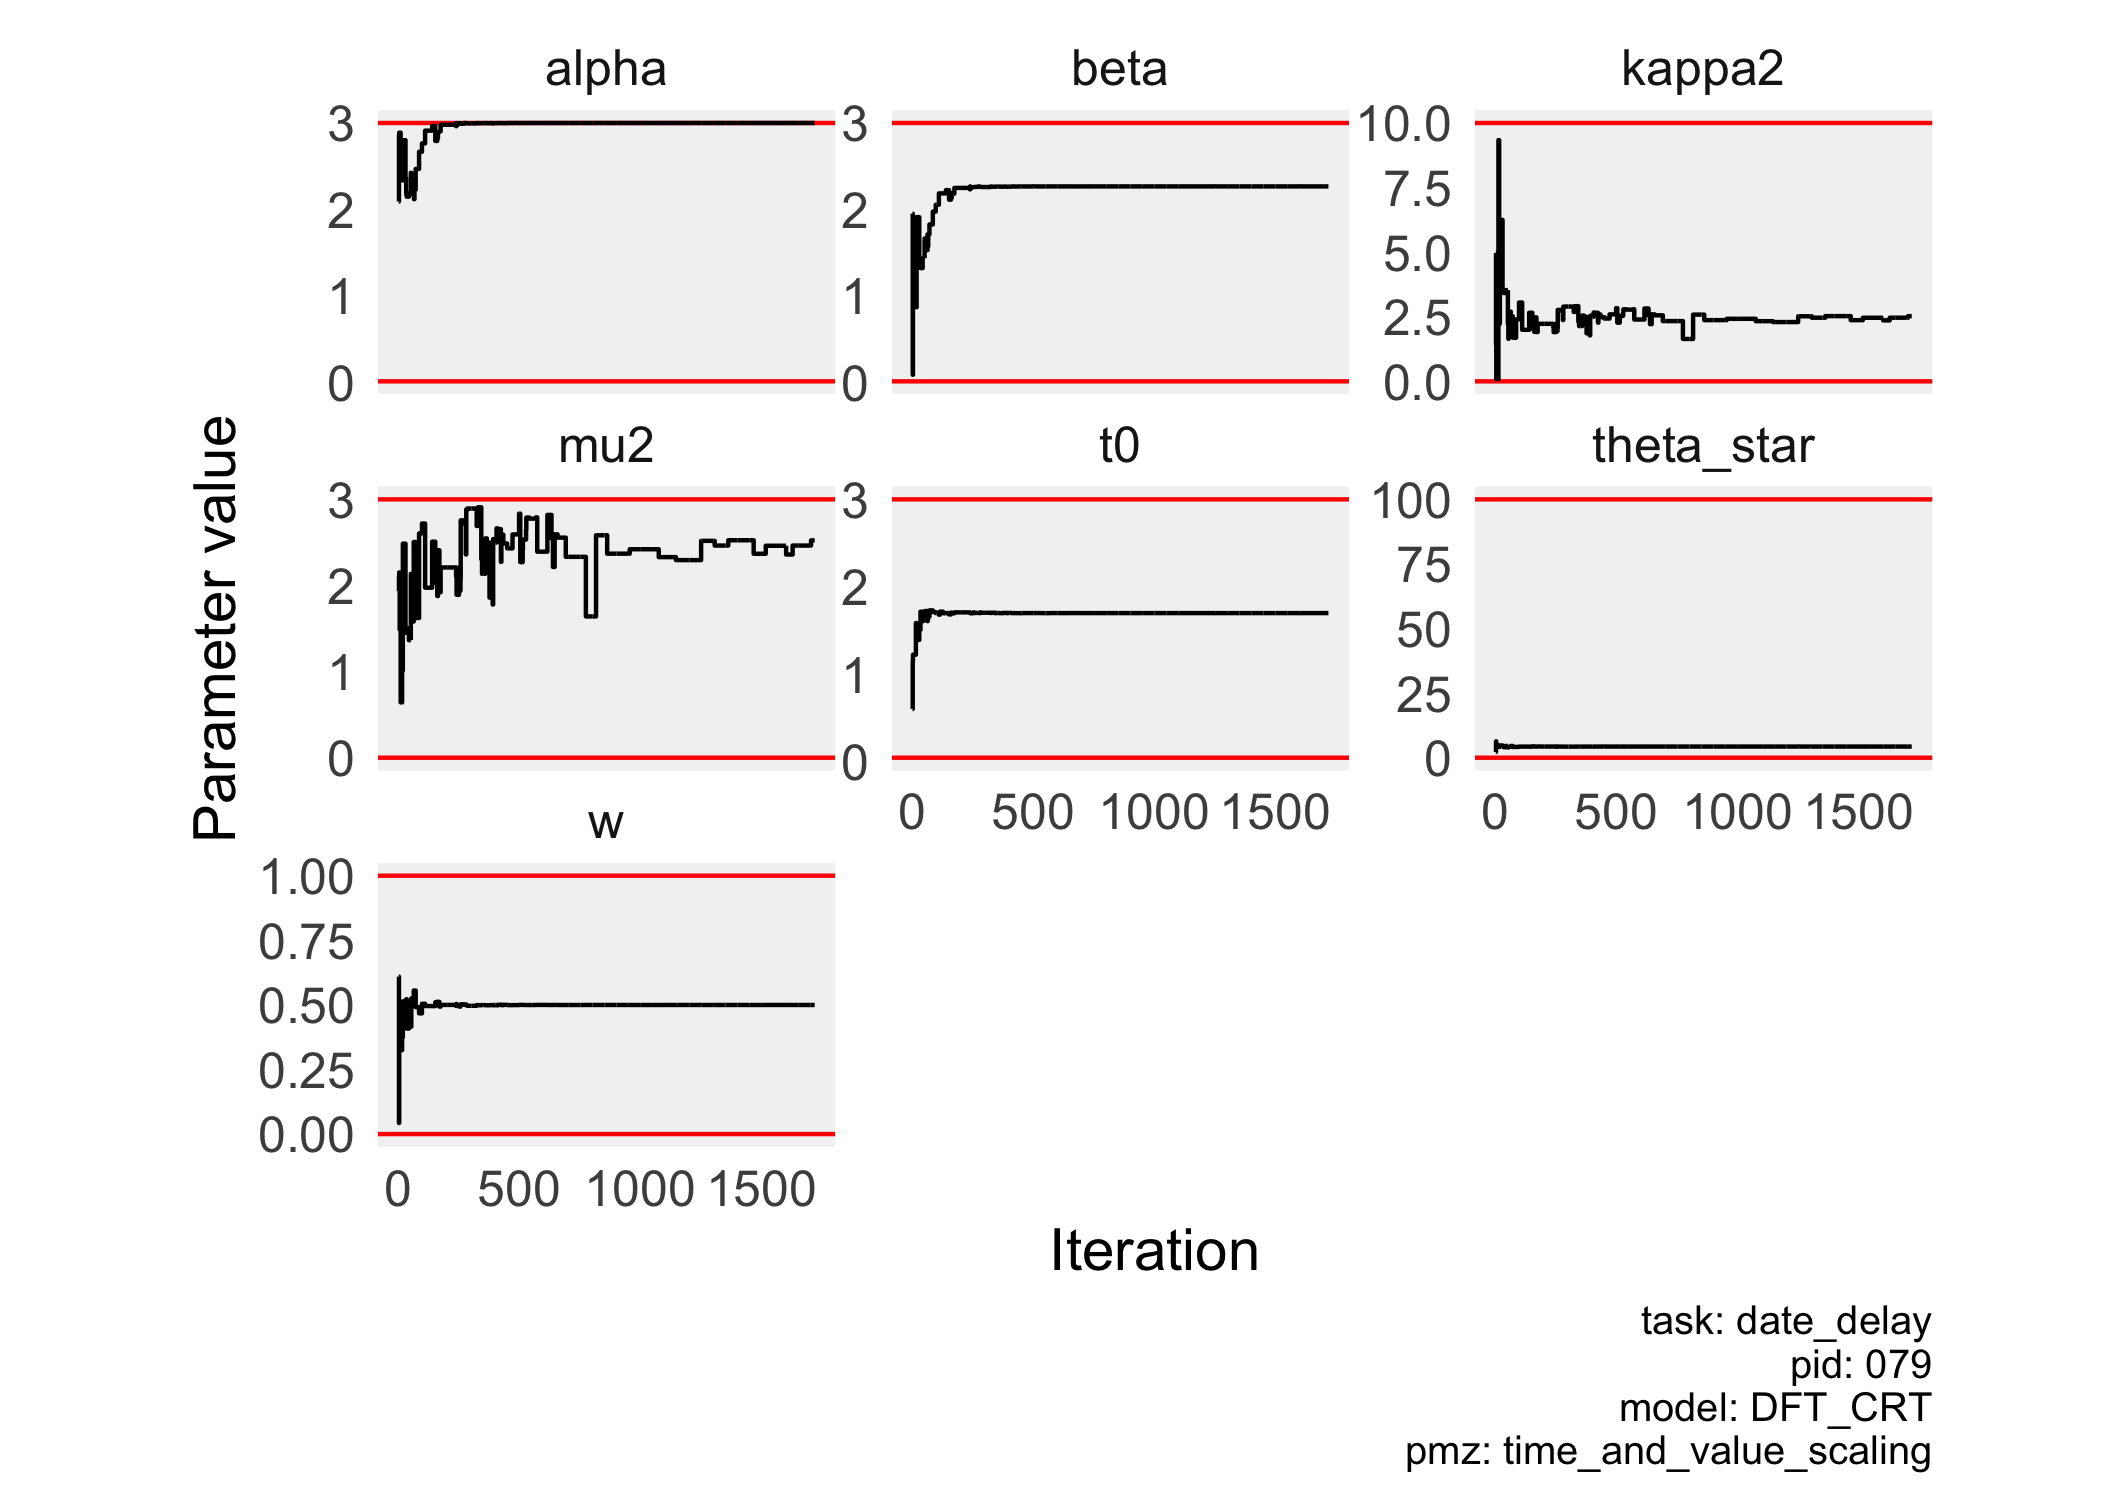 alpha
beta
kappa2
3
2
1
0
3
2
1
0
10.0
7.5
5.0
2.5
0.0
mu2
t0
theta_star
3
2
1
0
3
2
1
0
100
75
50
25
0
0 500 1000 1500
0 500 1000 1500
w
1.00
0.75
0.50
0.25
0.00
0 500 1000 1500
Parameter value
Iteration
task: date_delay
pid: 079
model: DFT_CRT
pmz: time_and_value_scaling